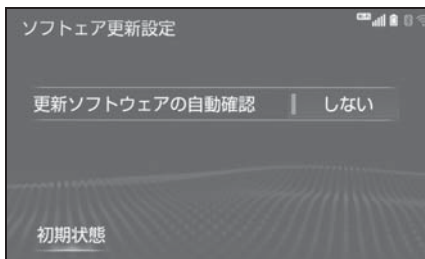 ソフトェア更新設定
更新ソフトウェアの自動確認 しない
初期状態